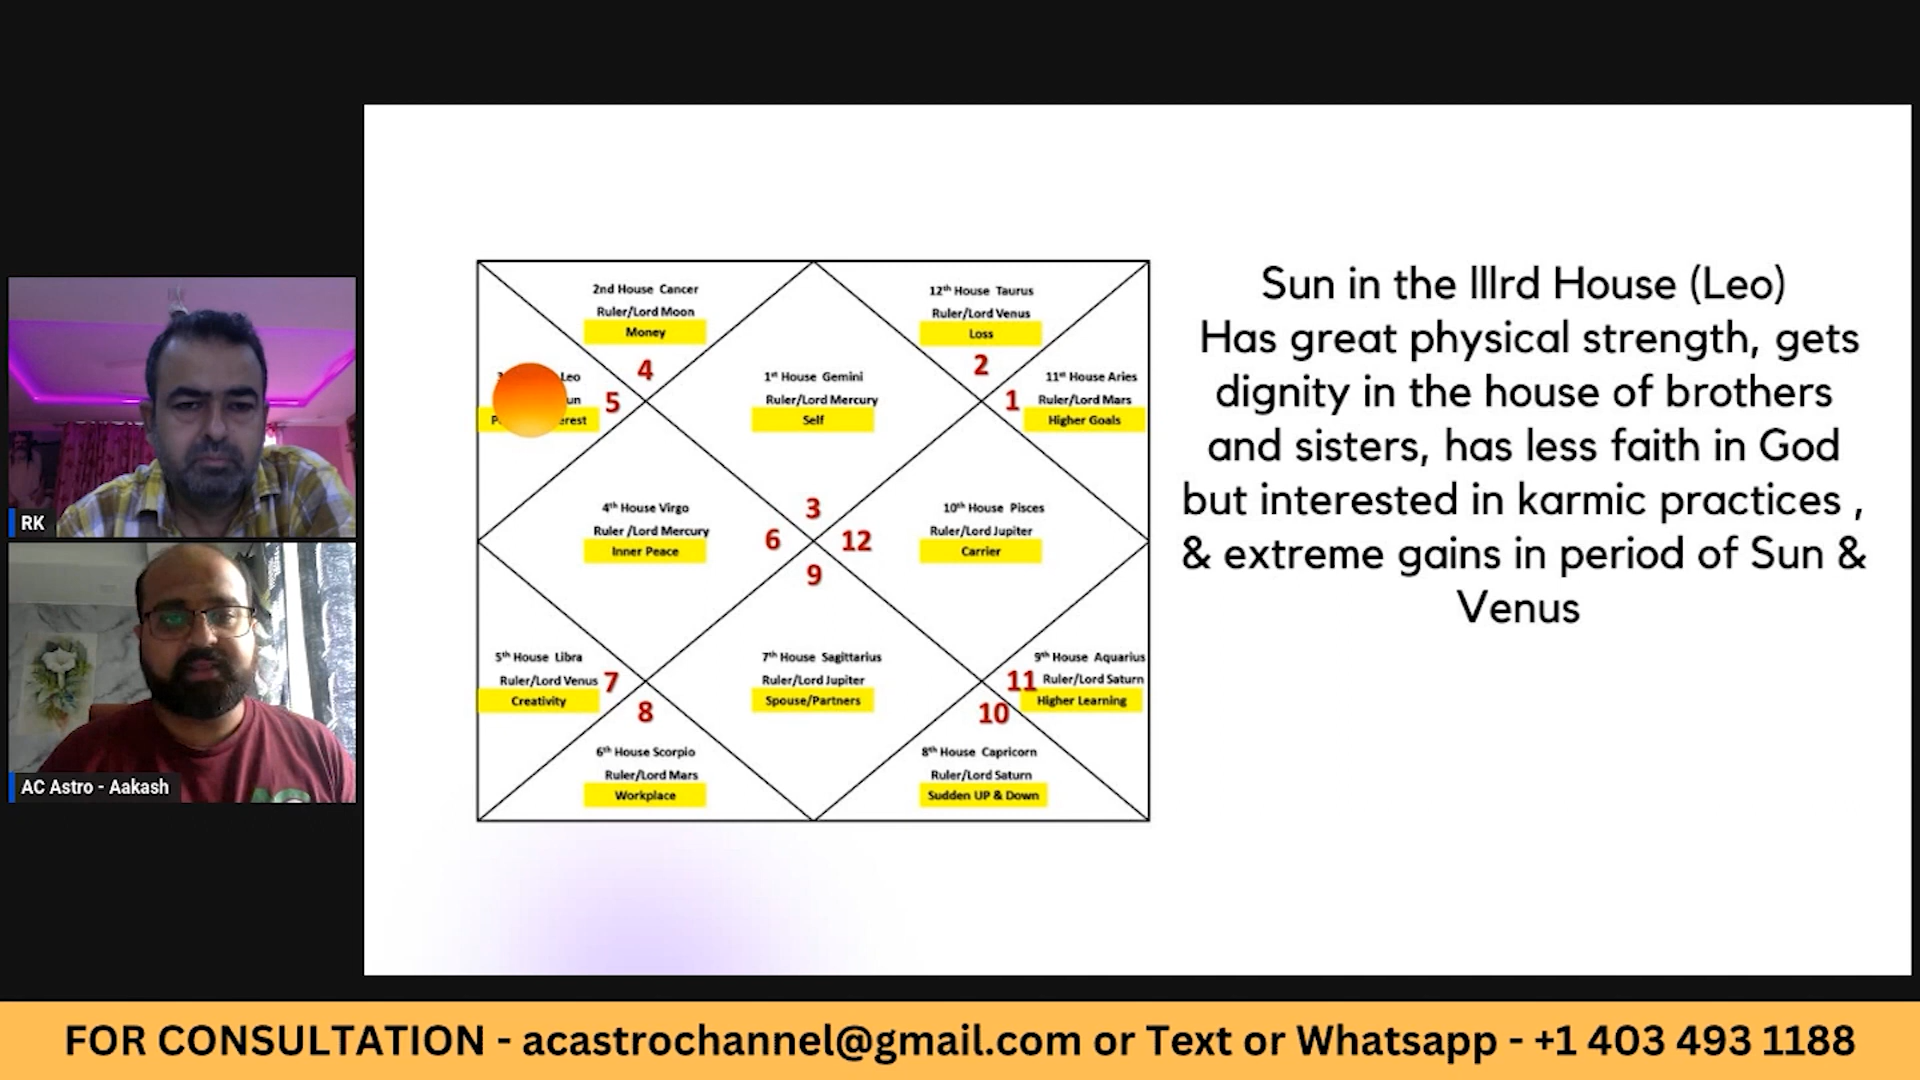 RK
AC Astro - Aakash
2nd House Cancer
Ruler/Lord Moon
Money
4
12th House Taurus
Ruler/Lord Venus
Loss
2
Leo
5
1st House Gemini
Ruler/Lord Mercury
Self
11st House Aries
1
Ruler/Lord Mars
Higher Goals
4th House Virgo
Ruler /Lord Mercury
Inner Peace
3
6
12
9
10th House Pisces
Ruler/Lord Jupiter
Carrier
5th House Libra
Ruler/Lord Venus
7
Creativity
8
6th House Scorpio
Ruler/Lord Mars
Workplace
7th House Sagittarius
Ruler/Lord Jupiter
Spouse/Partners
9th House Aquarius
11
Ruler/Lord Saturn
Higher Learning
10
8th House Capricorn
Ruler/Lord Saturn
Sudden UP & Down
Sun in the lllrd House (Leo)
Has great physical strength, gets
dignity in the house of brothers
and sisters, has less faith in God
but interested in karmic practices ,
& extreme gains in period of Sun &
Venus
FOR CONSULTATION - acastrochannel@gmail.com or Text or Whatsapp - +1 403 493 1188